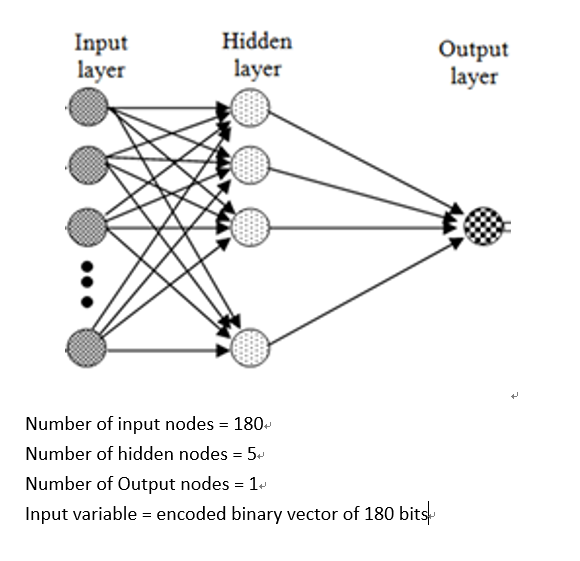 Input
layer
Hidden
layer
Output
layer
Number of input nodes = 180
Number of hidden nodes = 5
Number of Output nodes = 1
Input variable = encoded binary vector of 180 bits